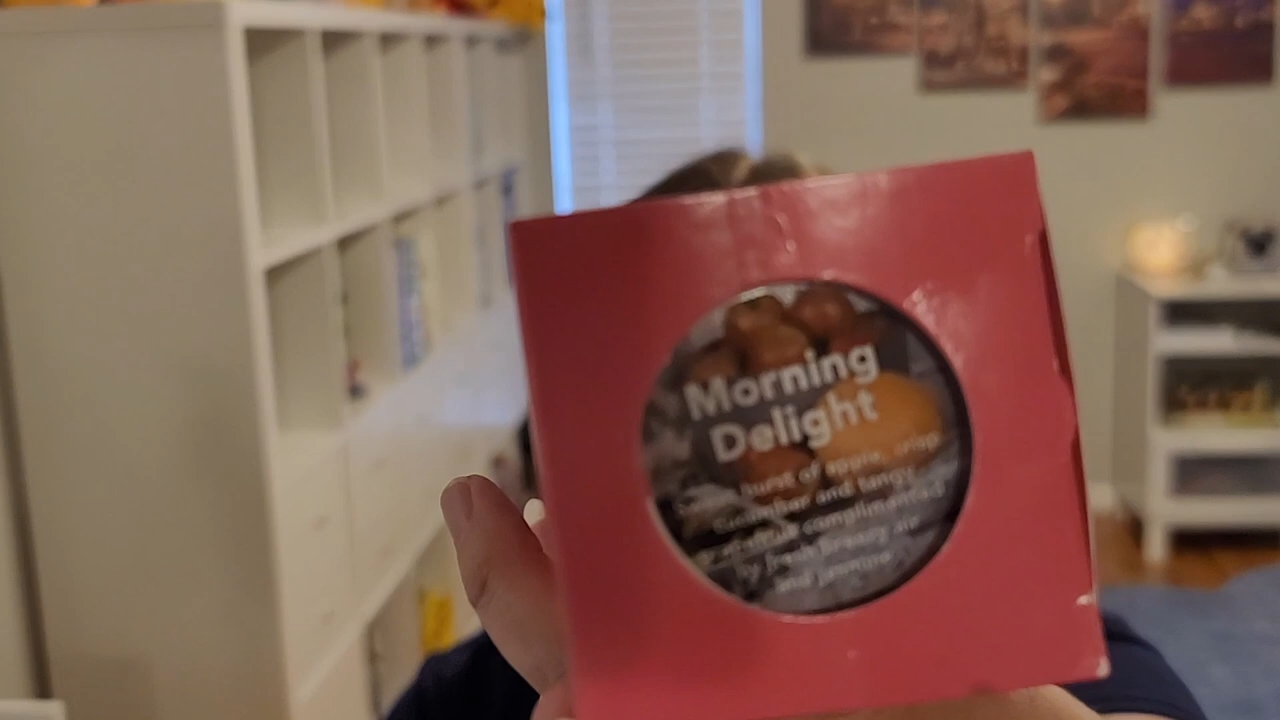 Morning
Delight
burst of apple, crisp
cucumber and tangy
complimented
by fresh breezy air
and jasmine